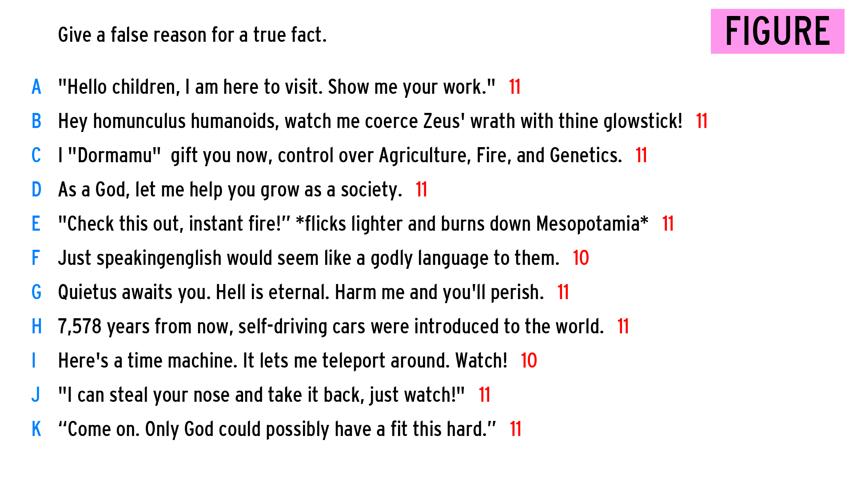 Give a false reason for a true fact.
FIGURE
A "Hello children, I am here to visit. Show me your work." 11
B Hey homunculus humanoids, watch me coerce Zeus' wrath with thine glowstick! 11
C I "Dormamu"  gift you now, control over Agriculture, Fire, and Genetics. 11
D As a God, let me help you grow as a society. 11
E "Check this out, instant fire!” *flicks lighter and burns down Mesopotamia* 11
F Just speakingenglish would seem like a godly language to them. 10
G Quietus awaits you. Hell is eternal. Harm me and you'll perish. 11
H 7,578 years from now, self-driving cars were introduced to the world. 11
I Here's a time machine. It lets me teleport around. Watch! 10
J "I can steal your nose and take it back, just watch!" 11
K “Come on. Only God could possibly have a fit this hard.” 11